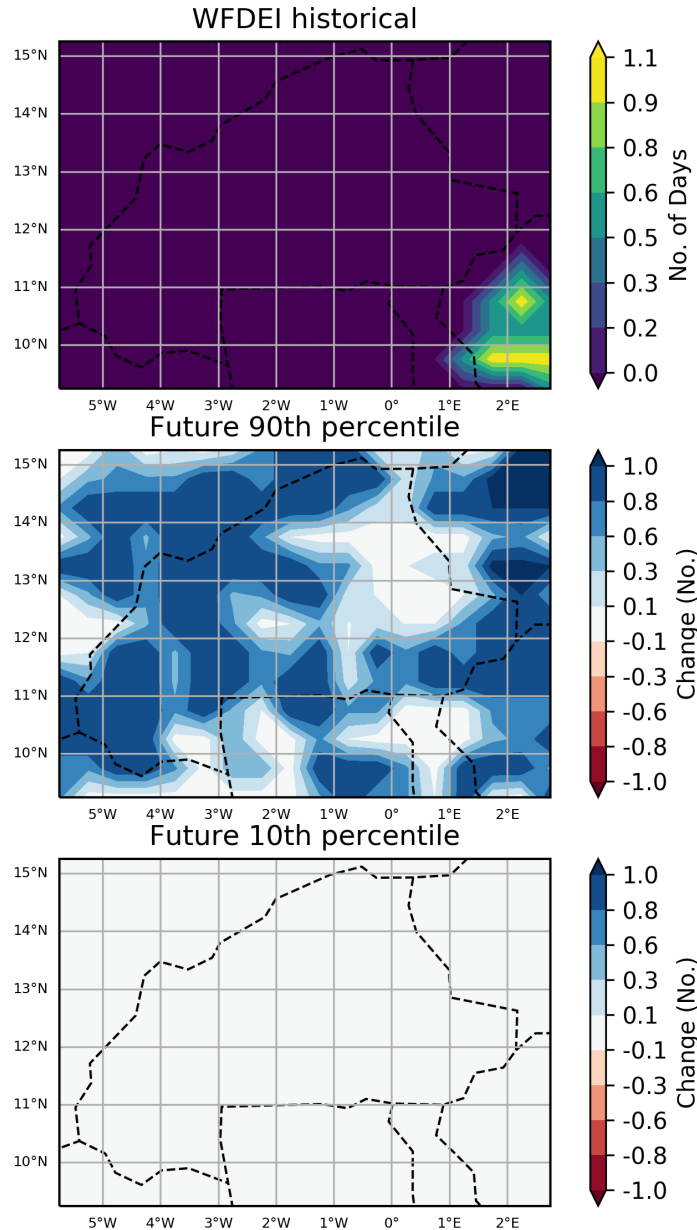 WFDEI historical
15°N
14°N
13°N
12°N
11°N
10°N
5°W 4°W 3°W 2°W 1°W 0° 1°E 2°E
1.1
0.9
0.8
0.6
0.5
0.3
0.2
0.0
No. of Days
Future 90th percentile
15°N
14°N
13°N
12°N
11°N
10°N
5°W 4°W 3°W 2°W 1°W 0° 1°E 2°E
1.0
0.8
0.6
0.3
0.1
-0.1
-0.3
-0.6
-0.8
-1.0
Change (No.)
Future 10th percentile
15°N
14°N
13°N
12°N
11°N
10°N
5°W 4°W 3°W 2°W 1°W 0° 1°E 2°E
1.0
0.8
0.6
0.3
0.1
-0.1
-0.3
-0.6
-0.8
-1.0
Change (No.)